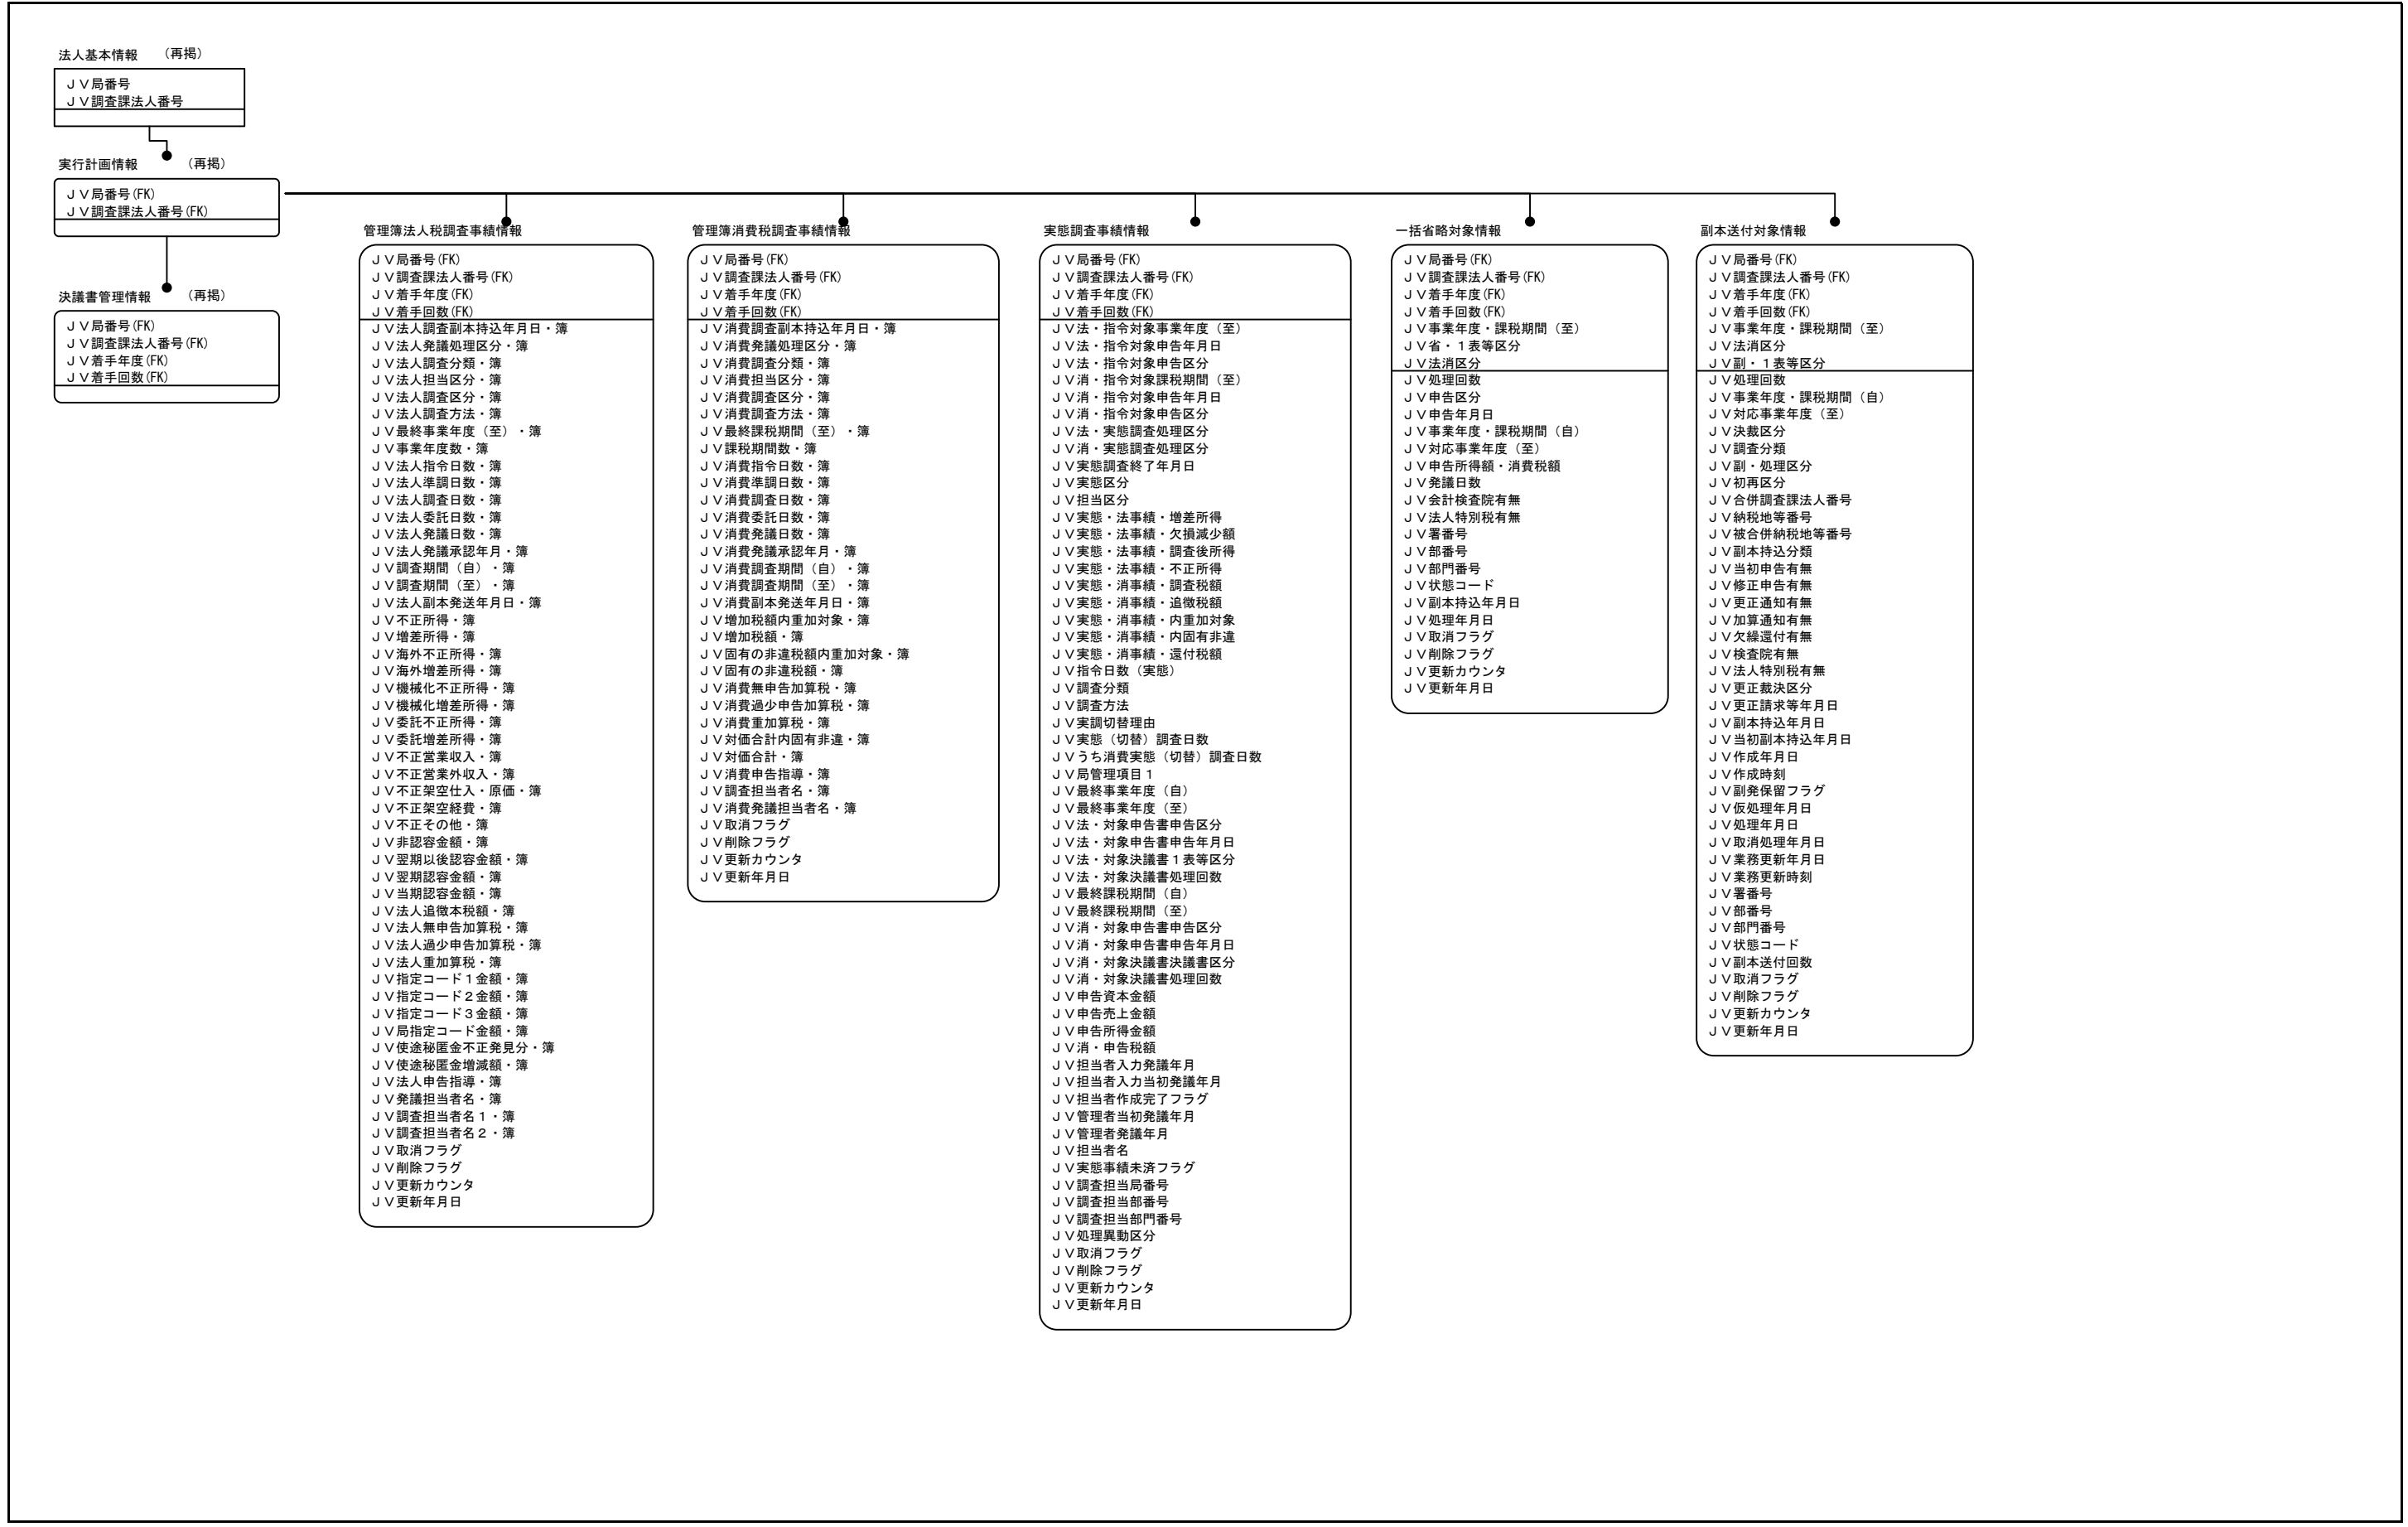 法人基本情報　（再掲）
ＪＶ局番号
ＪＶ調査課法人番号
実行計画情報　（再掲）
ＪＶ局番号(FK)
ＪＶ調査課法人番号(FK)
決議書管理情報　（再掲）
ＪＶ局番号(FK)
ＪＶ調査課法人番号(FK)
ＪＶ着手年度(FK)
ＪＶ着手回数(FK)
管理簿法人税調査事績情報
ＪＶ局番号(FK)
ＪＶ調査課法人番号(FK)
ＪＶ着手年度(FK)
ＪＶ着手回数(FK)
ＪＶ法人調査副本持込年月日・簿
ＪＶ法人発議処理区分・簿
ＪＶ法人調査分類・簿
ＪＶ法人担当区分・簿
ＪＶ法人調査区分・簿
ＪＶ法人調査方法・簿
ＪＶ最終事業年度（至）・簿
ＪＶ事業年度数・簿
ＪＶ法人指令日数・簿
ＪＶ法人準調日数・簿
ＪＶ法人調査日数・簿
ＪＶ法人委託日数・簿
ＪＶ法人発議日数・簿
ＪＶ法人発議承認年月・簿
ＪＶ調査期間（自）・簿
ＪＶ調査期間（至）・簿
ＪＶ法人副本発送年月日・簿
ＪＶ不正所得・簿
ＪＶ増差所得・簿
ＪＶ海外不正所得・簿
ＪＶ海外増差所得・簿
ＪＶ機械化不正所得・簿
ＪＶ機械化増差所得・簿
ＪＶ委託不正所得・簿
ＪＶ委託増差所得・簿
ＪＶ不正営業収入・簿
ＪＶ不正営業外収入・簿
ＪＶ不正架空仕入・原価・簿
ＪＶ不正架空経費・簿
ＪＶ不正その他・簿
ＪＶ非認容金額・簿
ＪＶ翌期以後認容金額・簿
ＪＶ翌期認容金額・簿
ＪＶ当期認容金額・簿
ＪＶ法人追徴本税額・簿
ＪＶ法人無申告加算税・簿
ＪＶ法人過少申告加算税・簿
ＪＶ法人重加算税・簿
ＪＶ指定コード１金額・簿
ＪＶ指定コード２金額・簿
ＪＶ指定コード３金額・簿
ＪＶ局指定コード金額・簿
ＪＶ使途秘匿金不正発見分・簿
ＪＶ使途秘匿金増減額・簿
ＪＶ法人申告指導・簿
ＪＶ発議担当者名・簿
ＪＶ調査担当者名１・簿
ＪＶ調査担当者名２・簿
ＪＶ取消フラグ
ＪＶ削除フラグ
ＪＶ更新カウンタ
ＪＶ更新年月日
管理簿消費税調査事績情報
ＪＶ局番号(FK)
ＪＶ調査課法人番号(FK)
ＪＶ着手年度(FK)
ＪＶ着手回数(FK)
ＪＶ消費調査副本持込年月日・簿
ＪＶ消費発議処理区分・簿
ＪＶ消費調査分類・簿
ＪＶ消費担当区分・簿
ＪＶ消費調査区分・簿
ＪＶ消費調査方法・簿
ＪＶ最終課税期間（至）・簿
ＪＶ課税期間数・簿
ＪＶ消費指令日数・簿
ＪＶ消費準調日数・簿
ＪＶ消費調査日数・簿
ＪＶ消費委託日数・簿
ＪＶ消費発議日数・簿
ＪＶ消費発議承認年月・簿
ＪＶ消費調査期間（自）・簿
ＪＶ消費調査期間（至）・簿
ＪＶ消費副本発送年月日・簿
ＪＶ増加税額内重加対象・簿
ＪＶ増加税額・簿
ＪＶ固有の非違税額内重加対象・簿
ＪＶ固有の非違税額・簿
ＪＶ消費無申告加算税・簿
ＪＶ消費過少申告加算税・簿
ＪＶ消費重加算税・簿
ＪＶ対価合計内固有非違・簿
ＪＶ対価合計・簿
ＪＶ消費申告指導・簿
ＪＶ調査担当者名・簿
ＪＶ消費発議担当者名・簿
ＪＶ取消フラグ
ＪＶ削除フラグ
ＪＶ更新カウンタ
ＪＶ更新年月日
実態調査事績情報
ＪＶ局番号(FK)
ＪＶ調査課法人番号(FK)
ＪＶ着手年度(FK)
ＪＶ着手回数(FK)
ＪＶ法・指令対象事業年度（至）
ＪＶ法・指令対象申告年月日
ＪＶ法・指令対象申告区分
ＪＶ消・指令対象課税期間（至）
ＪＶ消・指令対象申告年月日
ＪＶ消・指令対象申告区分
ＪＶ法・実態調査処理区分
ＪＶ消・実態調査処理区分
ＪＶ実態調査終了年月日
ＪＶ実態区分
ＪＶ担当区分
ＪＶ実態・法事績・増差所得
ＪＶ実態・法事績・欠損減少額
ＪＶ実態・法事績・調査後所得
ＪＶ実態・法事績・不正所得
ＪＶ実態・消事績・調査税額
ＪＶ実態・消事績・追徴税額
ＪＶ実態・消事績・内重加対象
ＪＶ実態・消事績・内固有非違
ＪＶ実態・消事績・還付税額
ＪＶ指令日数（実態）
ＪＶ調査分類
ＪＶ調査方法
ＪＶ実調切替理由
ＪＶ実態（切替）調査日数
ＪＶうち消費実態（切替）調査日数
ＪＶ局管理項目１
ＪＶ最終事業年度（自）
ＪＶ最終事業年度（至）
ＪＶ法・対象申告書申告区分
ＪＶ法・対象申告書申告年月日
ＪＶ法・対象決議書１表等区分
ＪＶ法・対象決議書処理回数
ＪＶ最終課税期間（自）
ＪＶ最終課税期間（至）
ＪＶ消・対象申告書申告区分
ＪＶ消・対象申告書申告年月日
ＪＶ消・対象決議書決議書区分
ＪＶ消・対象決議書処理回数
ＪＶ申告資本金額
ＪＶ申告売上金額
ＪＶ申告所得金額
ＪＶ消・申告税額
ＪＶ担当者入力発議年月
ＪＶ担当者入力当初発議年月
ＪＶ担当者作成完了フラグ
ＪＶ管理者当初発議年月
ＪＶ管理者発議年月
ＪＶ担当者名
ＪＶ実態事績未済フラグ
ＪＶ調査担当局番号
ＪＶ調査担当部番号
ＪＶ調査担当部門番号
ＪＶ処理異動区分
ＪＶ取消フラグ
ＪＶ削除フラグ
ＪＶ更新カウンタ
ＪＶ更新年月日
一括省略対象情報
ＪＶ局番号(FK)
ＪＶ調査課法人番号(FK)
ＪＶ着手年度(FK)
ＪＶ着手回数(FK)
ＪＶ事業年度・課税期間（至）
ＪＶ省・１表等区分
ＪＶ法消区分
ＪＶ処理回数
ＪＶ申告区分
ＪＶ申告年月日
ＪＶ事業年度・課税期間（自）
ＪＶ対応事業年度（至）
ＪＶ申告所得額・消費税額
ＪＶ発議日数
ＪＶ会計検査院有無
ＪＶ法人特別税有無
ＪＶ署番号
ＪＶ部番号
ＪＶ部門番号
ＪＶ状態コード
ＪＶ副本持込年月日
ＪＶ処理年月日
ＪＶ取消フラグ
ＪＶ削除フラグ
ＪＶ更新カウンタ
ＪＶ更新年月日
副本送付対象情報
ＪＶ局番号(FK)
ＪＶ調査課法人番号(FK)
ＪＶ着手年度(FK)
ＪＶ着手回数(FK)
ＪＶ事業年度・課税期間（至）
ＪＶ法消区分
ＪＶ副・１表等区分
ＪＶ処理回数
ＪＶ事業年度・課税期間（自）
ＪＶ対応事業年度（至）
ＪＶ決裁区分
ＪＶ調査分類
ＪＶ副・処理区分
ＪＶ初再区分
ＪＶ合併調査課法人番号
ＪＶ納税地等番号
ＪＶ被合併納税地等番号
ＪＶ副本持込分類
ＪＶ当初申告有無
ＪＶ修正申告有無
ＪＶ更正通知有無
ＪＶ加算通知有無
ＪＶ欠繰還付有無
ＪＶ検査院有無
ＪＶ法人特別税有無
ＪＶ更正裁決区分
ＪＶ更正請求等年月日
ＪＶ副本持込年月日
ＪＶ当初副本持込年月日
ＪＶ作成年月日
ＪＶ作成時刻
ＪＶ副発保留フラグ
ＪＶ仮処理年月日
ＪＶ処理年月日
ＪＶ取消処理年月日
ＪＶ業務更新年月日
ＪＶ業務更新時刻
ＪＶ署番号
ＪＶ部番号
ＪＶ部門番号
ＪＶ状態コード
ＪＶ副本送付回数
ＪＶ取消フラグ
ＪＶ削除フラグ
ＪＶ更新カウンタ
ＪＶ更新年月日